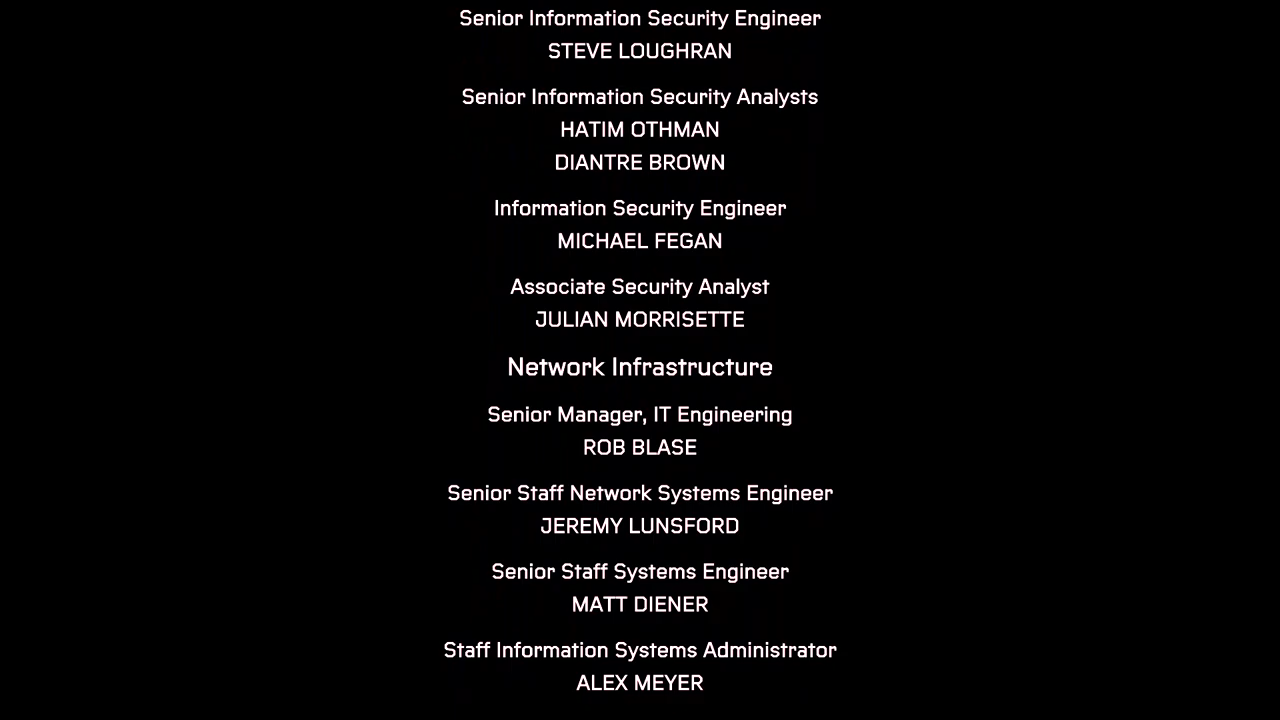 Senior Information Security Engineer
STEVE LOUGHRAN
Senior Information Security Analysts
HATIM OTHMAN
DIANTRE BROWN
Information Security Engineer
MICHAEL FEGAN
Associate Security Analyst
JULIAN MORRISETTE
Network Infrastructure
Senior Manager, IT Engineering
ROB BLASE
Senior Staff Network Systems Engineer
JEREMY LUNSFORD
Senior Staff Systems Engineer
MATT DIENER
Staff Information Systems Administrator
ALEX MEYER